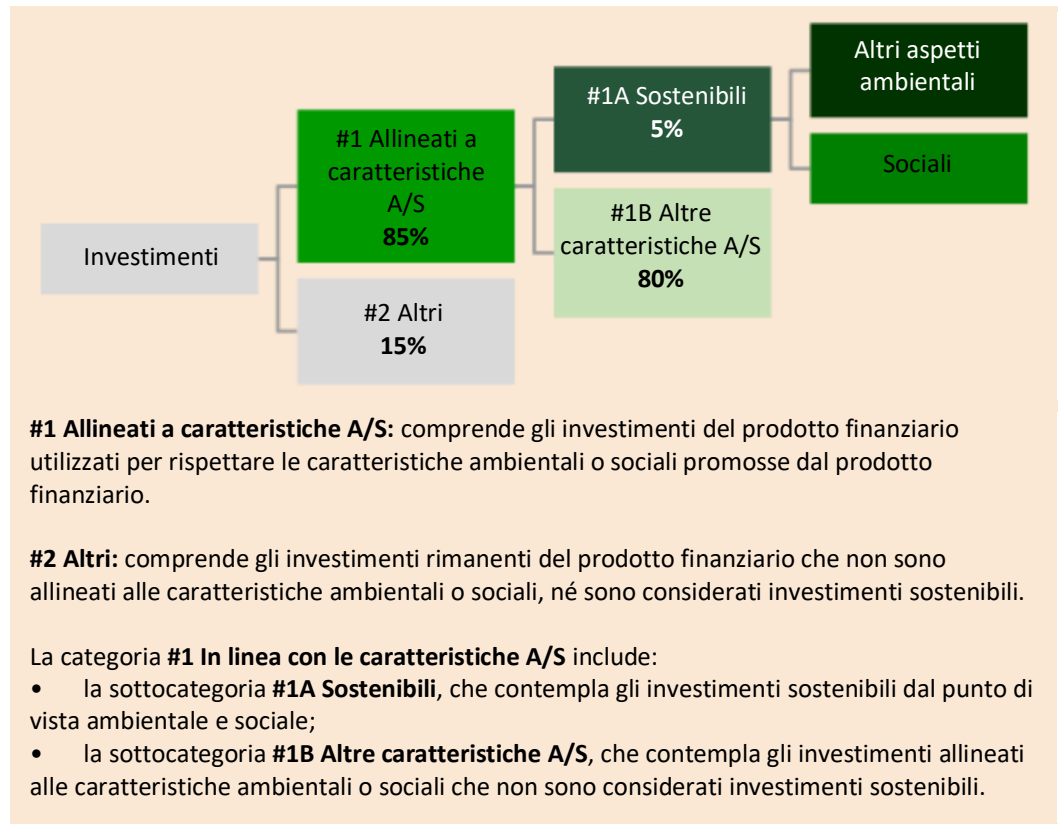 Investimenti
#1 Allineati a
caratteristiche
A/S
85%
#2 Altri
15%
#1A Sostenibili
5%
#1B Altre
caratteristiche A/S
80%
Altri aspetti
ambientali
Sociali
#1 Allineati a caratteristiche A/S: comprende gli investimenti del prodotto finanziario
utilizzati per rispettare le caratteristiche ambientali o sociali promosse dal prodotto
finanziario.
#2 Altri: comprende gli investimenti rimanenti del prodotto finanziario che non sono
allineati alle caratteristiche ambientali o sociali, né sono considerati investimenti sostenibili.
La categoria #1 In linea con le caratteristiche A/S include:
• la sottocategoria #1A Sostenibili, che contempla gli investimenti sostenibili dal punto di
vista ambientale e sociale;
• la sottocategoria #1B Altre caratteristiche A/S, che contempla gli investimenti allineati
alle caratteristiche ambientali o sociali che non sono considerati investimenti sostenibili.